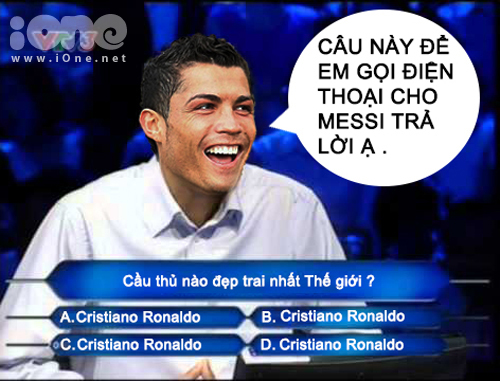 iOne
VTV3
www.iOne.net
CÂU NÀY ĐỂ
EM GỌI ĐIỆN
THOẠI CHO
MESSI TRẢ
LỜI Ạ .
Cầu thủ nào đẹp trai nhất Thế giới ?
A.Cristiano Ronaldo
B. Cristiano Ronaldo
C.Cristiano Ronaldo
D. Cristiano Ronaldo